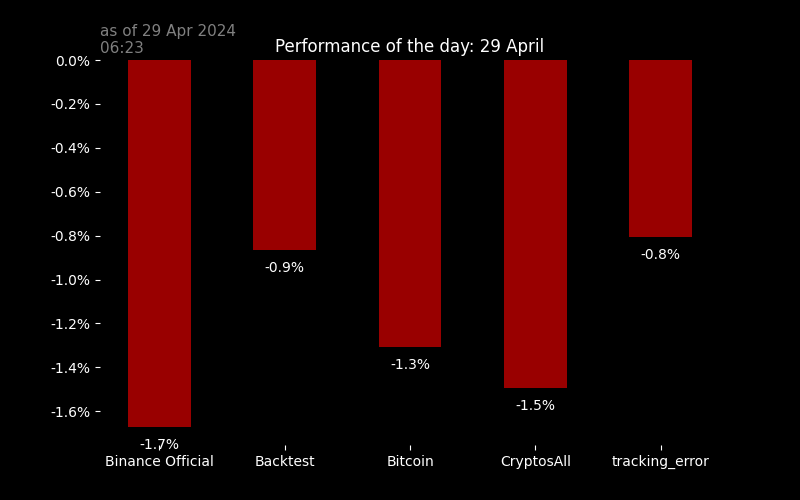 as of 29 Apr 2024
06:23
Performance of the day: 29 April
0.0%
-0.2%
-0.4%
-0.6%
-0.8%
-1.0%
-1.2%
-1.4%
-1.6%
-1.7%
-0.9%
-1.3%
-1.5%
-0.8%
Binance Official
Backtest
Bitcoin
CryptosAll
tracking_error